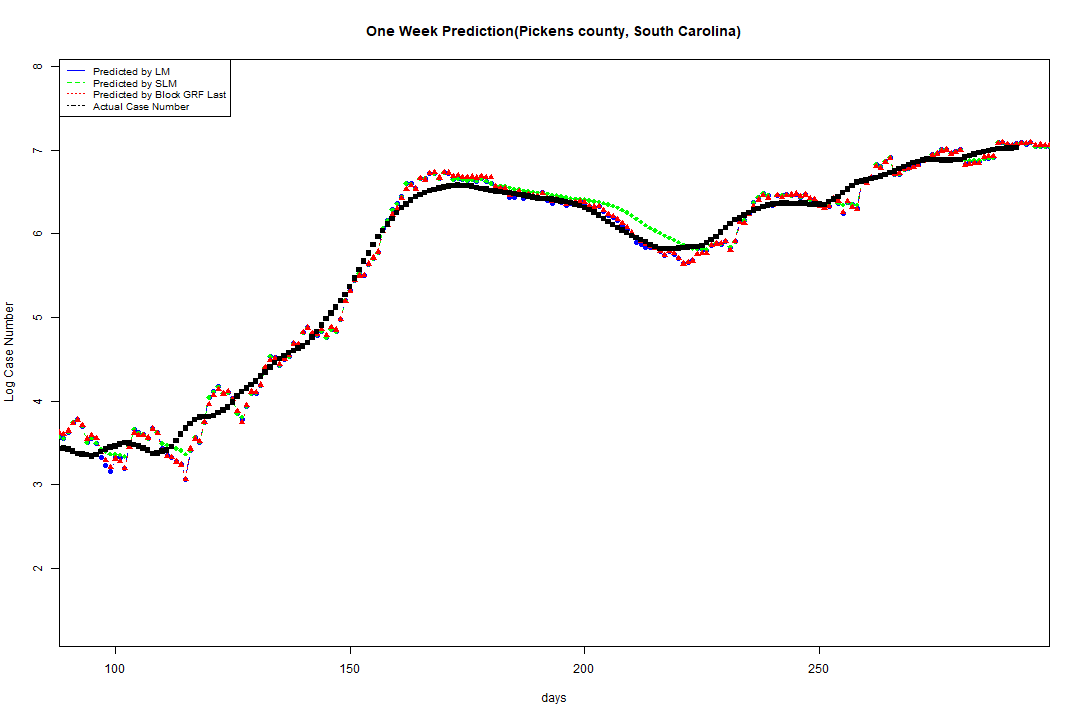 One Week Prediction(Pickens county, South Carolina)
Predicted by LM
Predicted by SLM
Predicted by Block GRF Last
Actual Case Number
8
7
6
5
4
3
2
Log Case Number
100 150 200 250
days